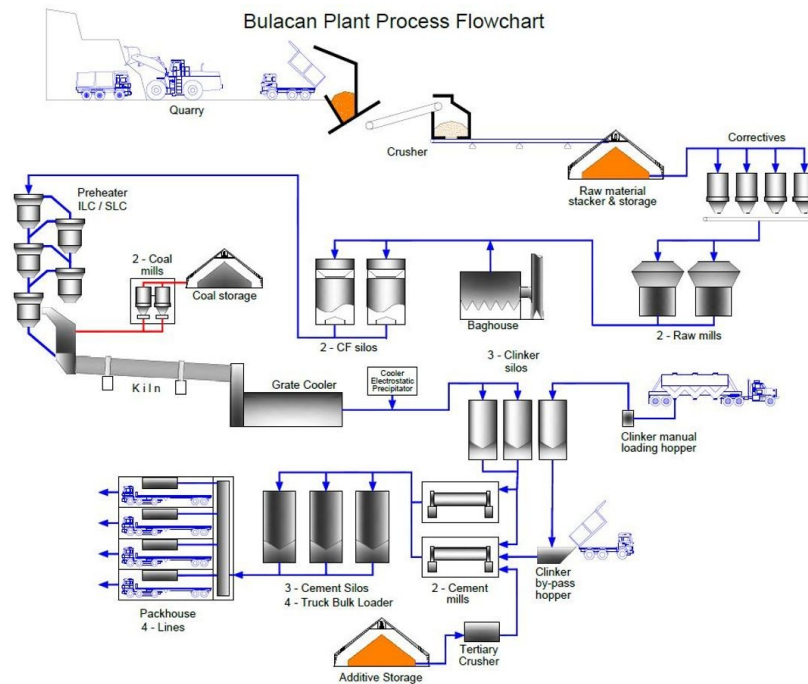 Bulacan Plant Process Flowchart
Quarry
Crusher
Correctives
Raw material
stacker & storage
Preheater
ILC / SLC
2 - Coal
mills
Coal storage
2 - CF silos
Baghouse
2 - Raw mills
3 - Clinker
silos
Kiln
Grate Cooler
Cooler
Electrostatic
Precipitator
Clinker manual
loading hopper
Packhouse
4 - Lines
3 - Cement Silos
4 - Truck Bulk Loader
2 - Cement
mills
Clinker
by-pass
hopper
Additive Storage
Tertiary
Crusher